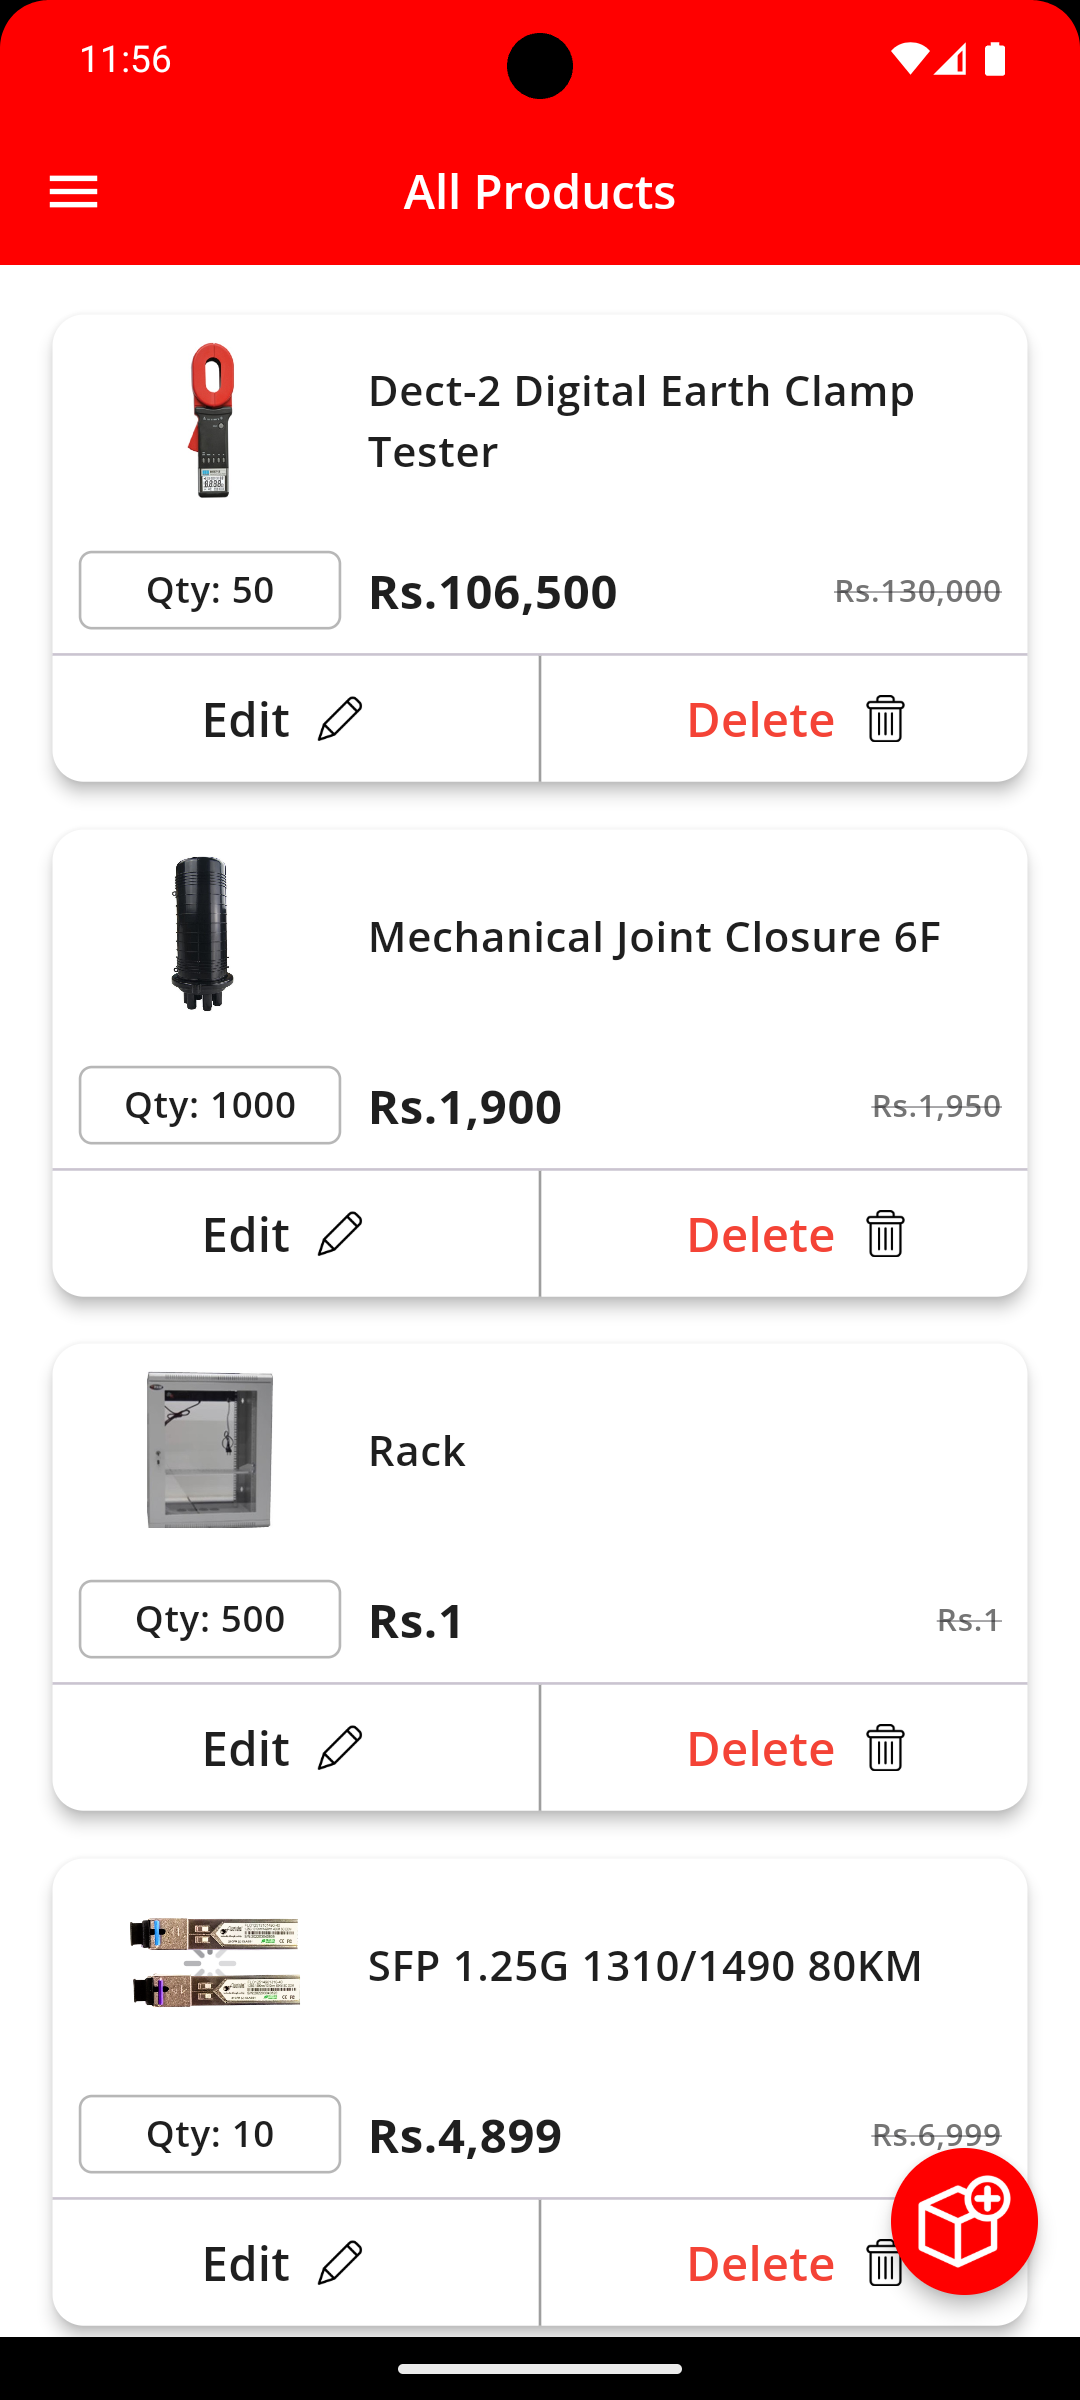 11:56
All Products
Dect-2 Digital Earth Clamp
Tester
Qty: 50
Rs.106,500
Rs.130,000
Edit
Delete
Mechanical Joint Closure 6F
Qty: 1000
Rs.1,900
Rs.1,950
Edit
Delete
Rack
Qty: 500
Rs.1
Rs.1
Edit
Delete
SFP 1.25G 1310/1490 80KM
Qty: 10
Rs.4,899
Rs.6,999
Edit
Delete